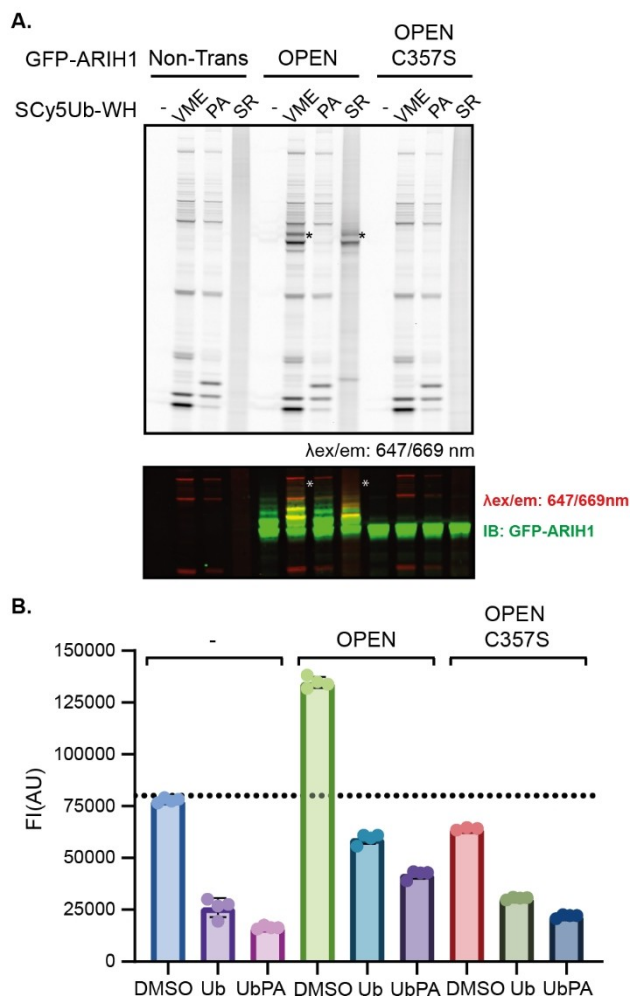 A.
GFP-ARIH1 Non-Trans OPEN OPEN C357S
SCy5Ub-WH - VME PA SR - VME PA SR - VME PA SR
*
*
λex/em: 647/669 nm
*
*
λex/em: 647/669nm
IB: GFP-ARIH1
B.
- OPEN OPEN C357S
FI(AU)
150000
125000
100000
75000
50000
25000
0
DMSO Ub UbPA DMSO Ub UbPA DMSO Ub UbPA